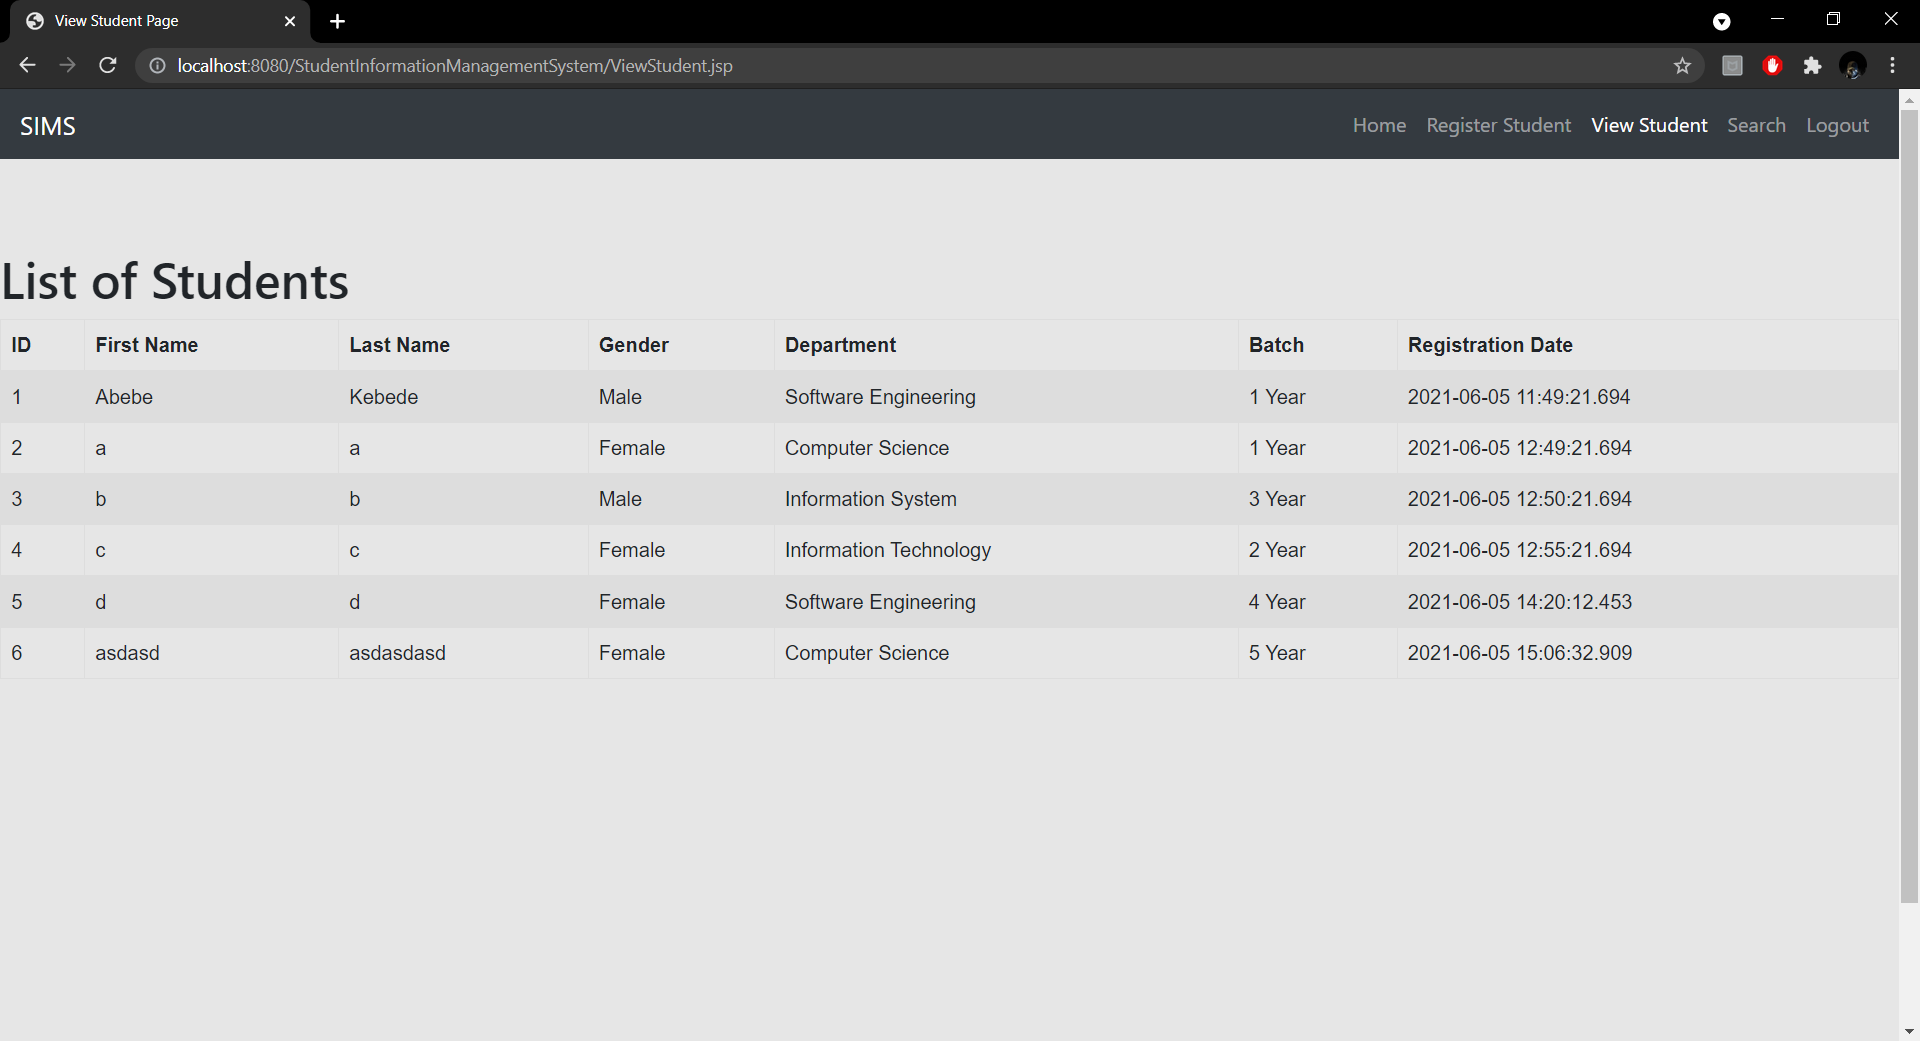 View Student Page
localhost:8080/StudentInformationManagementSystem/ViewStudent.jsp
SIMS Home Register Student View Student Search Logout
List of Students
ID First Name Last Name Gender Department Batch Registration Date
1 Abebe Kebede Male Software Engineering 1 Year 2021-06-05 11:49:21.694
2 a a Female Computer Science 1 Year 2021-06-05 12:49:21.694
3 b b Male Information System 3 Year 2021-06-05 12:50:21.694
4 c c Female Information Technology 2 Year 2021-06-05 12:55:21.694
5 d d Female Software Engineering 4 Year 2021-06-05 14:20:12.453
6 asdasd asdasdasd Female Computer Science 5 Year 2021-06-05 15:06:32.909